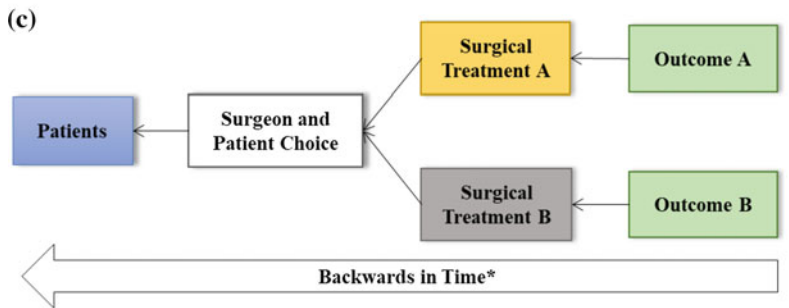 (c)
Surgical
Treatment A
Outcome A
Patients
Surgeon and
Patient Choice
Surgical
Treatment B
Outcome B
Backwards in Time*